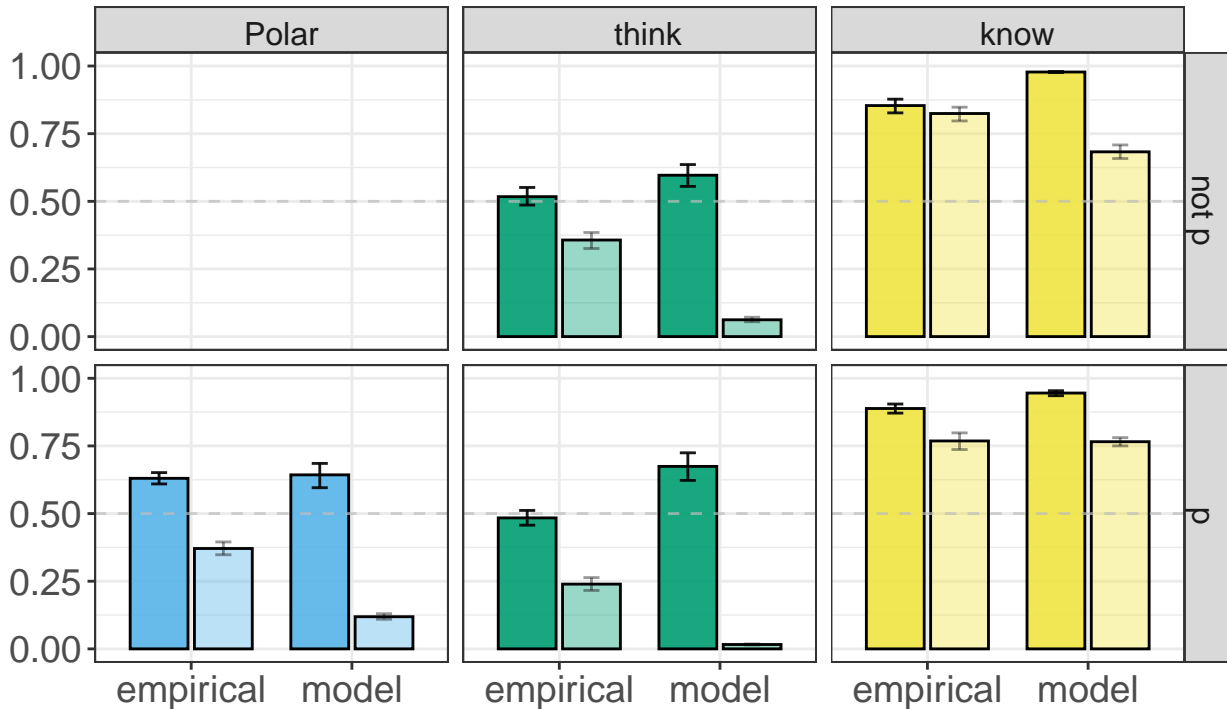 Polar think know
1.00
0.75
0.50
0.25
0.00
not p
1.00
0.75
0.50
0.25
0.00
p
empirical model empirical model empirical model